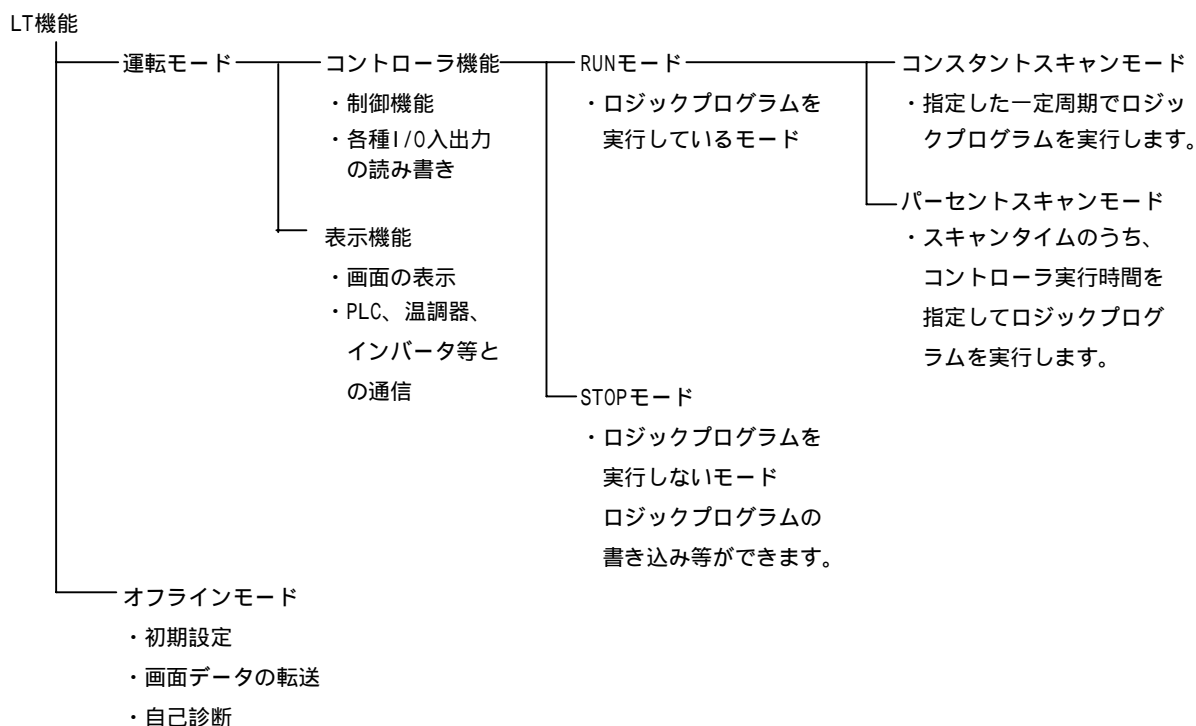 LT機能
運転モード
コントローラ機能
・制御機能
・各種I/O入出力
の読み書き
表示機能
・画面の表示
・PLC、温調器、
インバータ等と
の通信
RUNモード
・ロジックプログラムを
実行しているモード
コンスタントスキャンモード
・指定した一定周期でロジッ
クプログラムを実行します。
パーセントスキャンモード
・スキャンタイムのうち、
コントローラ実行時間を
指定してロジックプログ
ラムを実行します。
STOPモード
・ロジックプログラムを
実行しないモード
ロジックプログラムの
書き込み等ができます。
オフラインモード
・初期設定
・画面データの転送
・自己診断